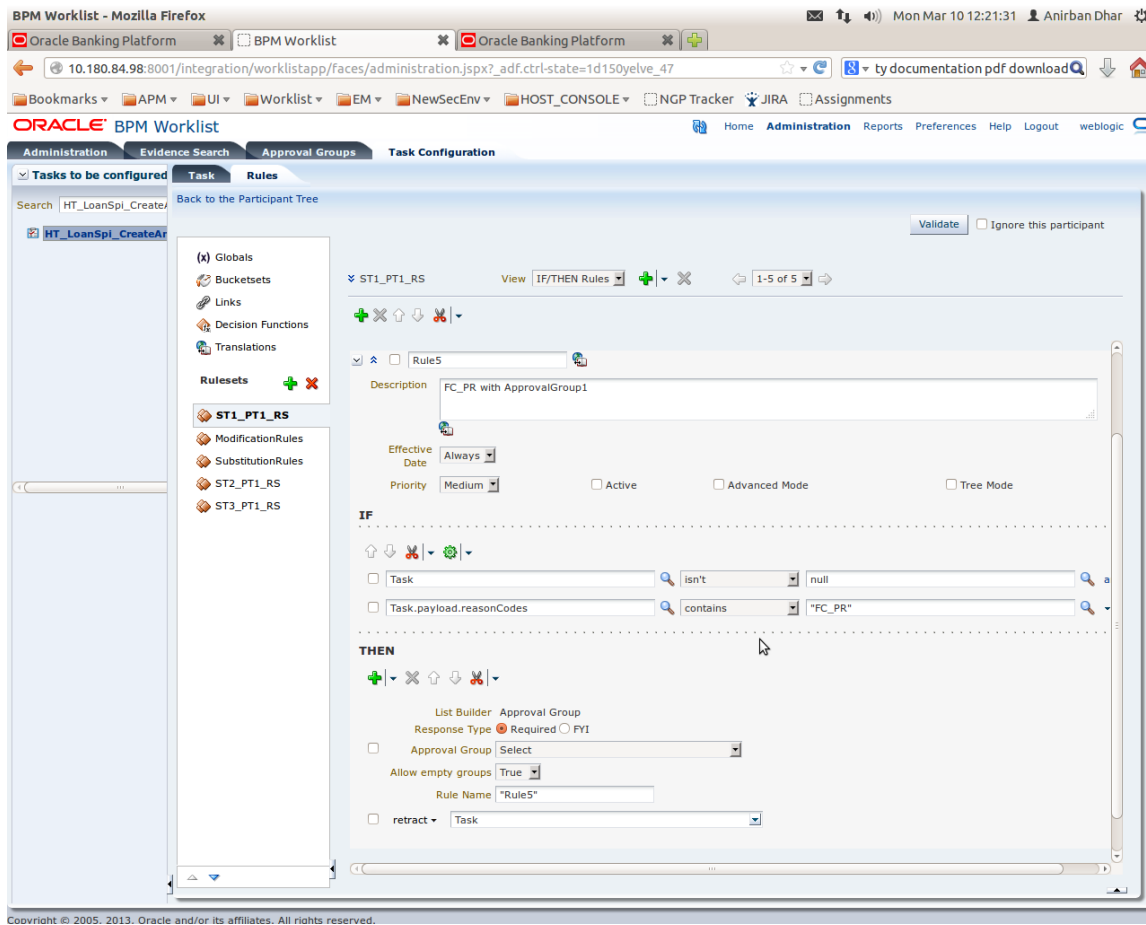 BPM Worklist - Mozilla Firefox Mon Mar 10 12:21:31 Anirban Dhar
Oracle Banking Platform BPM Worklist Oracle Banking Platform
10.180.84.98:8001/integration/worklistapp/faces/administration.jspx?_adf.ctrl-state=1d150yelve_47 ty documentation pdf download
Bookmarks APM UI Worklist EM NewSecEnv HOST_CONSOLE NGP Tracker JIRA Assignments
ORACLE BPM Worklist Home Administration Reports Preferences Help Logout weblogic
Administration Evidence Search Approval Groups Task Configuration
Tasks to be configured Task Rules
Search HT_LoanSpi_CreateA Back to the Participant Tree
Validate Ignore this participant
HT_LoanSpi_CreateAr
(x) Globals
Bucketsets
Links
Decision Functions
Translations
Rulesets
ST1_PT1_RS
ModificationRules
SubstitutionRules
ST2_PT1_RS
ST3_PT1_RS
ST1_PT1_RS View IF/THEN Rules 1-5 of 5
Rule5
Description FC_PR with ApprovalGroup1
Effective
Date Always
Priority Medium Active Advanced Mode Tree Mode
IF
Task isn't null a
Task.payload.reasonCodes contains "FC_PR"
THEN
List Builder Approval Group
Response Type Required FYI
Approval Group Select
Allow empty groups True
Rule Name "Rule5"
retract Task
Copyright © 2005, 2013, Oracle and/or its affiliates. All rights reserved.